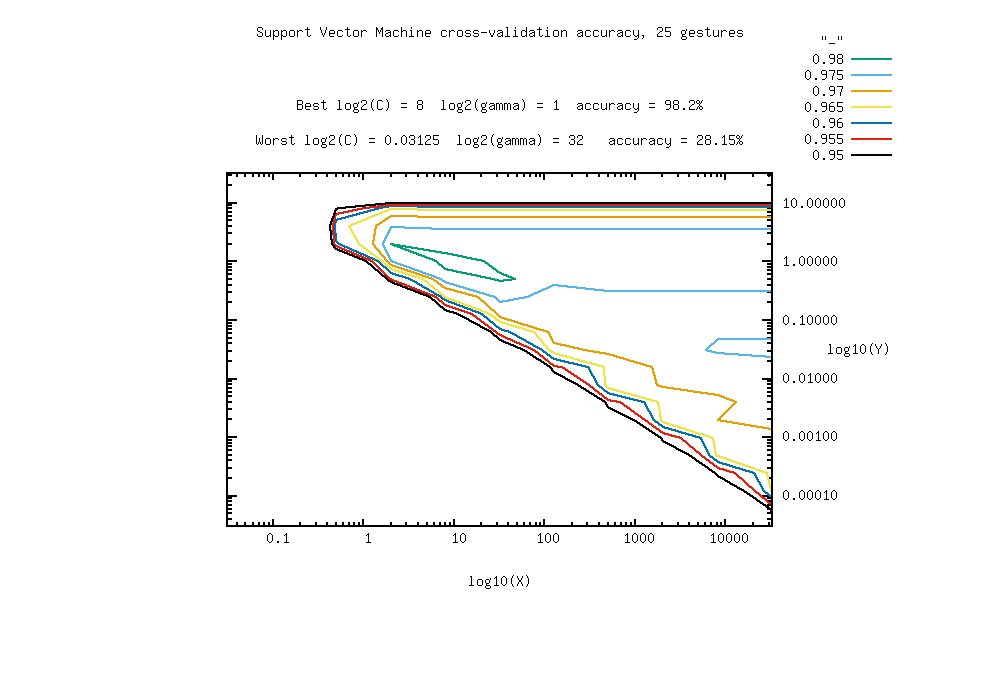 Support Vector Machine cross-validation accuracy, 25 gestures
"_"
0.98
0.975
0.97
0.965
0.96
0.955
0.95
Best log2(C) = 8  log2(gamma) = 1  accuracy = 98.2%
Worst log2(C) = 0.03125  log2(gamma) = 32   accuracy = 28.15%
10.00000
1.00000
0.10000
log10(Y)
0.01000
0.00100
0.00010
0.1 1 10 100 1000 10000
log10(X)